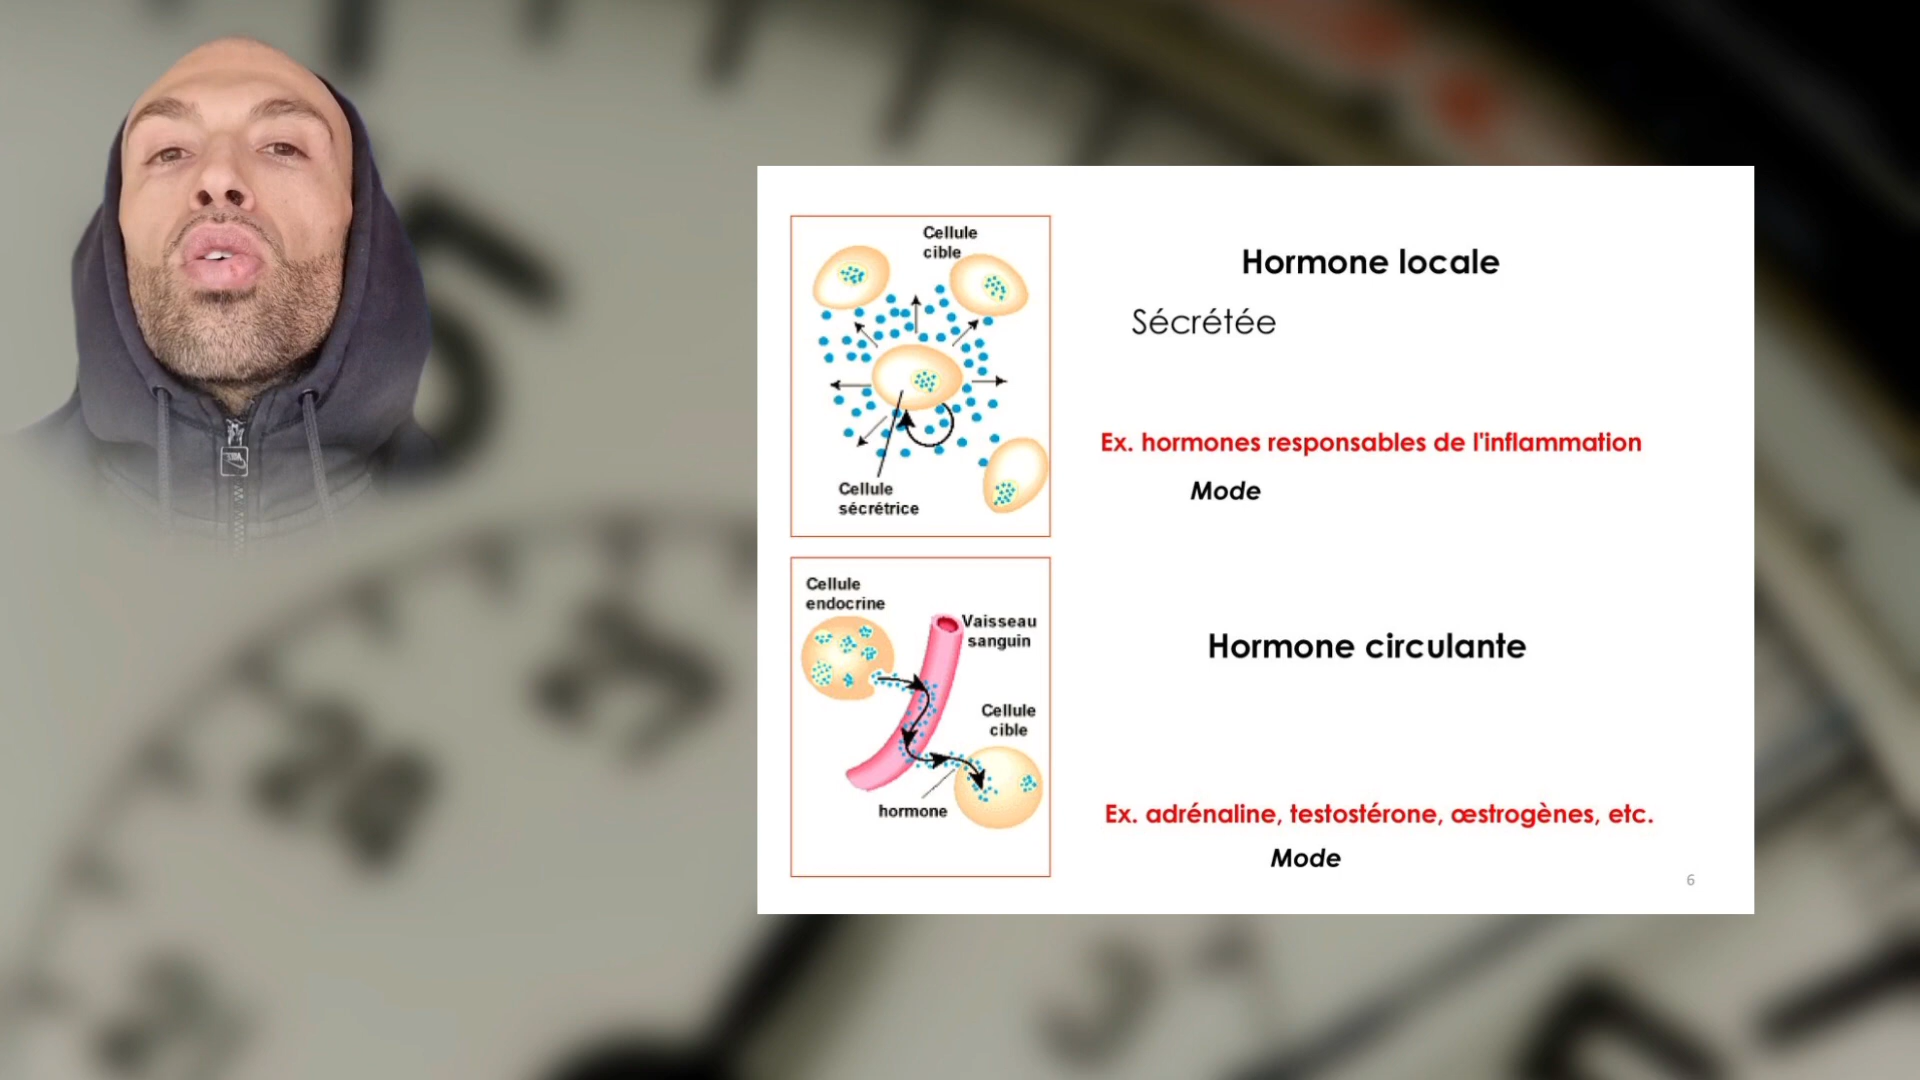 Cellule
cible
Cellule
sécrétrice
Hormone locale
Sécrétée
Ex. hormones responsables de l'inflammation
Mode
Cellule
endocrine
Vaisseau
sanguin
Cellule
cible
hormone
Hormone circulante
Ex. adrénaline, testostérone, œstrogènes, etc.
Mode
6